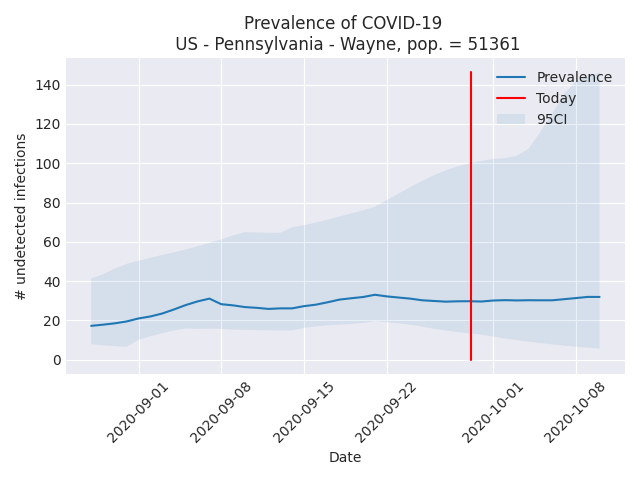 Prevalence of COVID-19
US - Pennsylvania - Wayne, pop. = 51361
Prevalence
Today
95CI
# undetected infections
140
120
100
80
60
40
20
0
2020-09-01
2020-09-08
2020-09-15
2020-09-22
2020-10-01
2020-10-08
Date